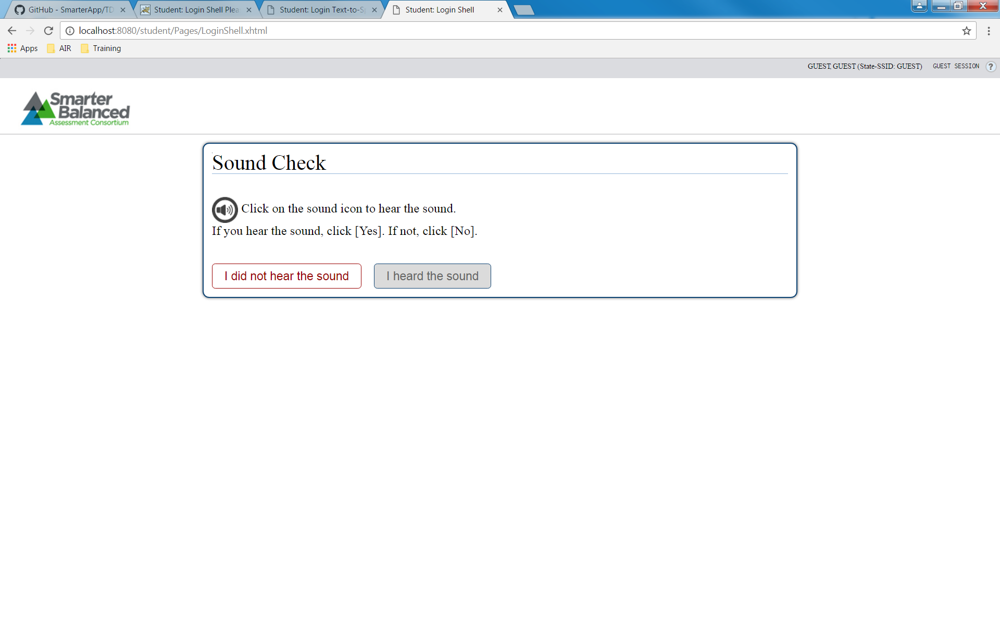 GitHub - SmarterApp/TD
Student: Login Shell Plea
Student: Login Text-to-Sp
Student: Login Shell
localhost:8080/student/Pages/LoginShell.xhtml
Apps AIR Training
GUEST, GUEST (State-SSID: GUEST) GUEST SESSION ?
Smarter
Balanced
Assessment Consortium
Sound Check
Click on the sound icon to hear the sound.
If you hear the sound, click [Yes]. If not, click [No].
I did not hear the sound I heard the sound